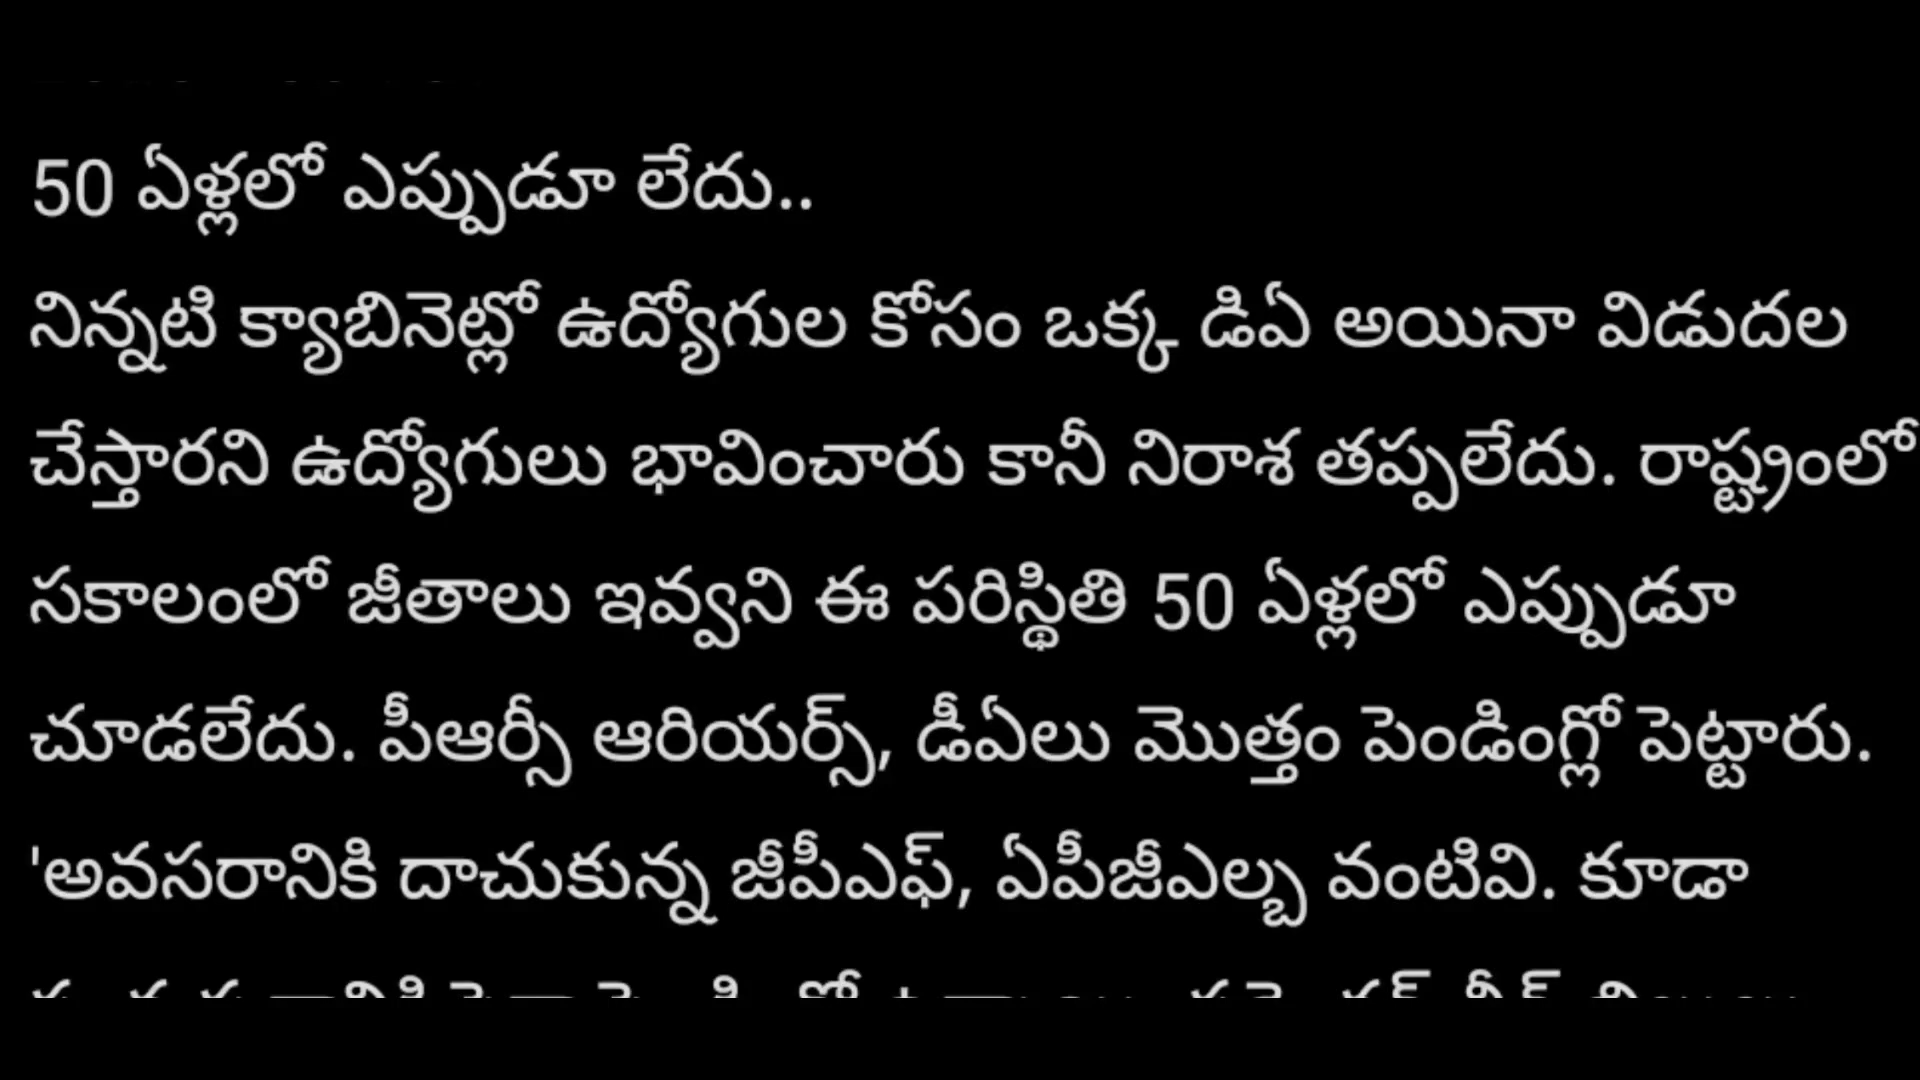 50 ఏళ్లలో ఎప్పుడూ లేదు..
నిన్నటి క్యాబినెట్లో ఉద్యోగుల కోసం ఒక్క డిఏ అయినా విడుదల
చేస్తారని ఉద్యోగులు భావించారు కానీ నిరాశ తప్పలేదు. రాష్ట్రంలో
సకాలంలో జీతాలు ఇవ్వని ఈ పరిస్థితి 50 ఏళ్లలో ఎప్పుడూ
చూడలేదు. పీఆర్సీ ఆరియర్స్, డీఏలు మొత్తం పెండింగ్లో పెట్టారు.
'అవసరానికి దాచుకున్న జీపీఎఫ్, ఏపీజీఎల్బ వంటివి. కూడా